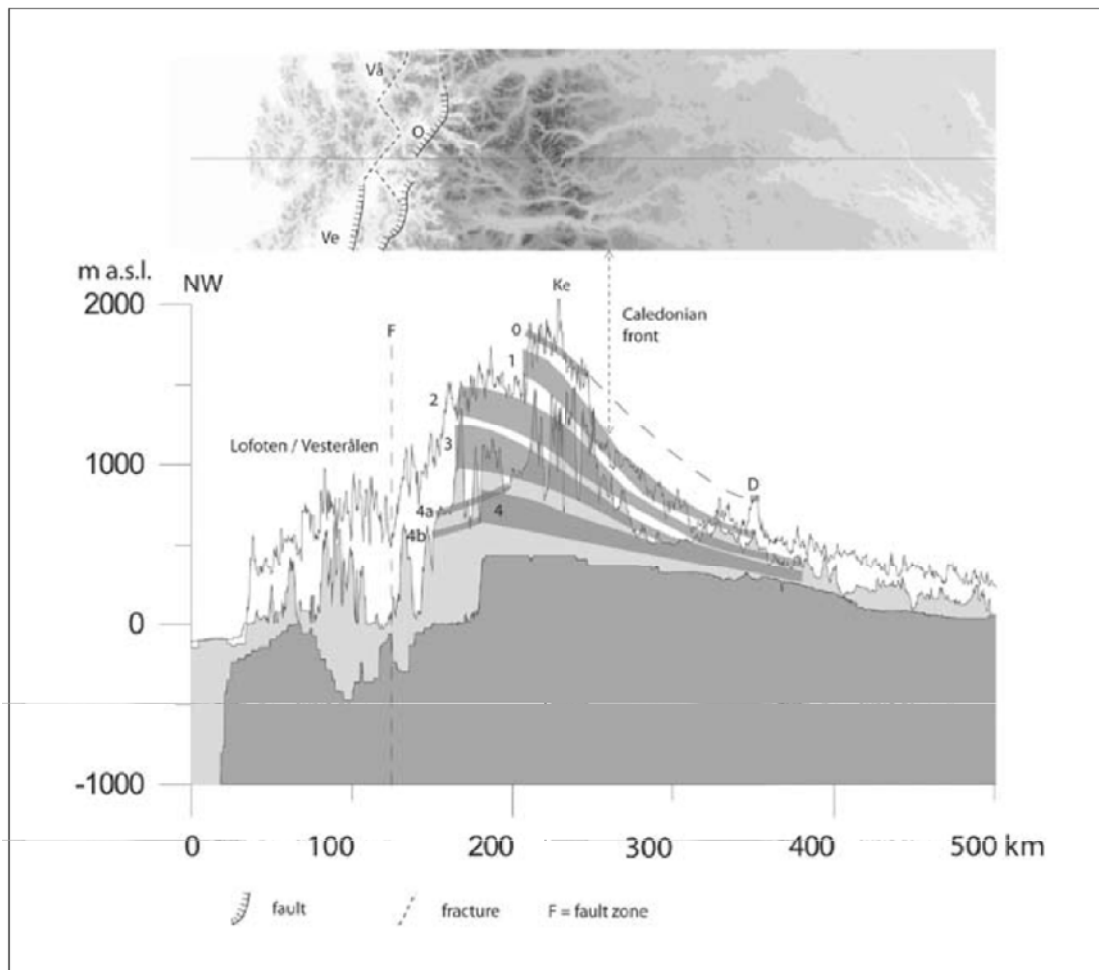 Vå
O
Ve
m a.s.l.
NW
2000
Ke
F
0
Caledonian
front
1
2
Lofoten / Vesterålen
3
1000
D
4a
4
4b
0
-1000
0 100 200 300 400 500 km
fault fracture F = fault zone